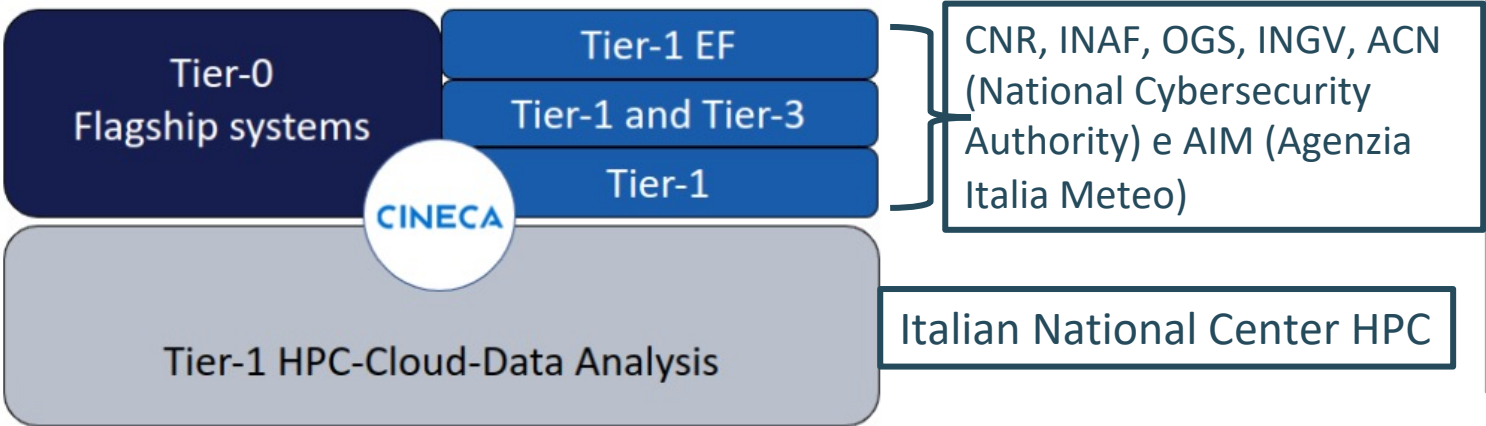 Tier-0
Flagship systems
Tier-1 EF
Tier-1 and Tier-3
Tier-1
CINECA
CNR, INAF, OGS, INGV, ACN
(National Cybersecurity
Authority) e AIM (Agenzia
Italia Meteo)
Tier-1 HPC-Cloud-Data Analysis
Italian National Center HPC